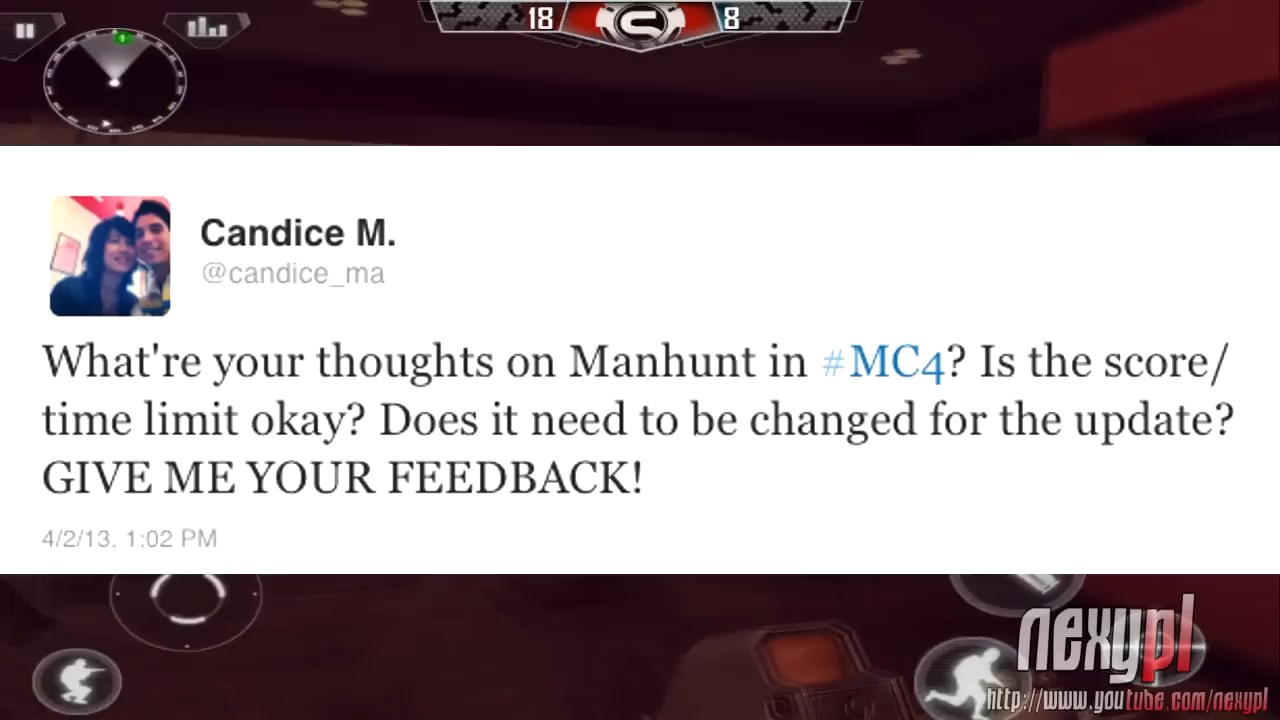 18 8
Candice M.
@candice_ma
What're your thoughts on Manhunt in #MC4? Is the score/
time limit okay? Does it need to be changed for the update?
GIVE ME YOUR FEEDBACK!
4/2/13, 1:02 PM
nexypl
http://www.youtube.com/nexypl